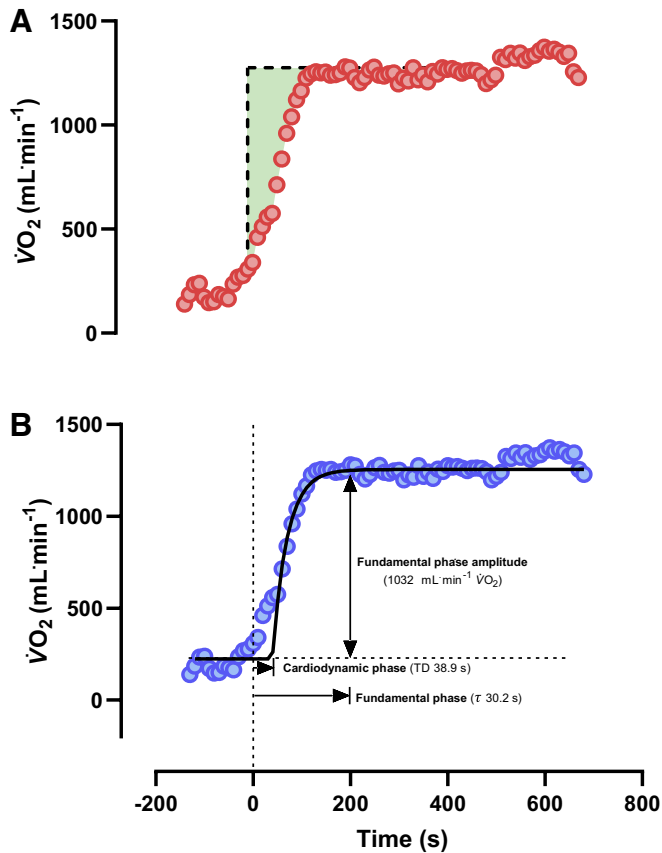 A
1500
1000
500
0
V̇O₂ (mL·min⁻¹)
B
1500
1000
500
0
V̇O₂ (mL·min⁻¹)
Fundamental phase amplitude
(1032 mL·min⁻¹ V̇O₂)
Cardiodynamic phase (TD 38.9 s)
Fundamental phase (τ 30.2 s)
-200 0 200 400 600 800
Time (s)